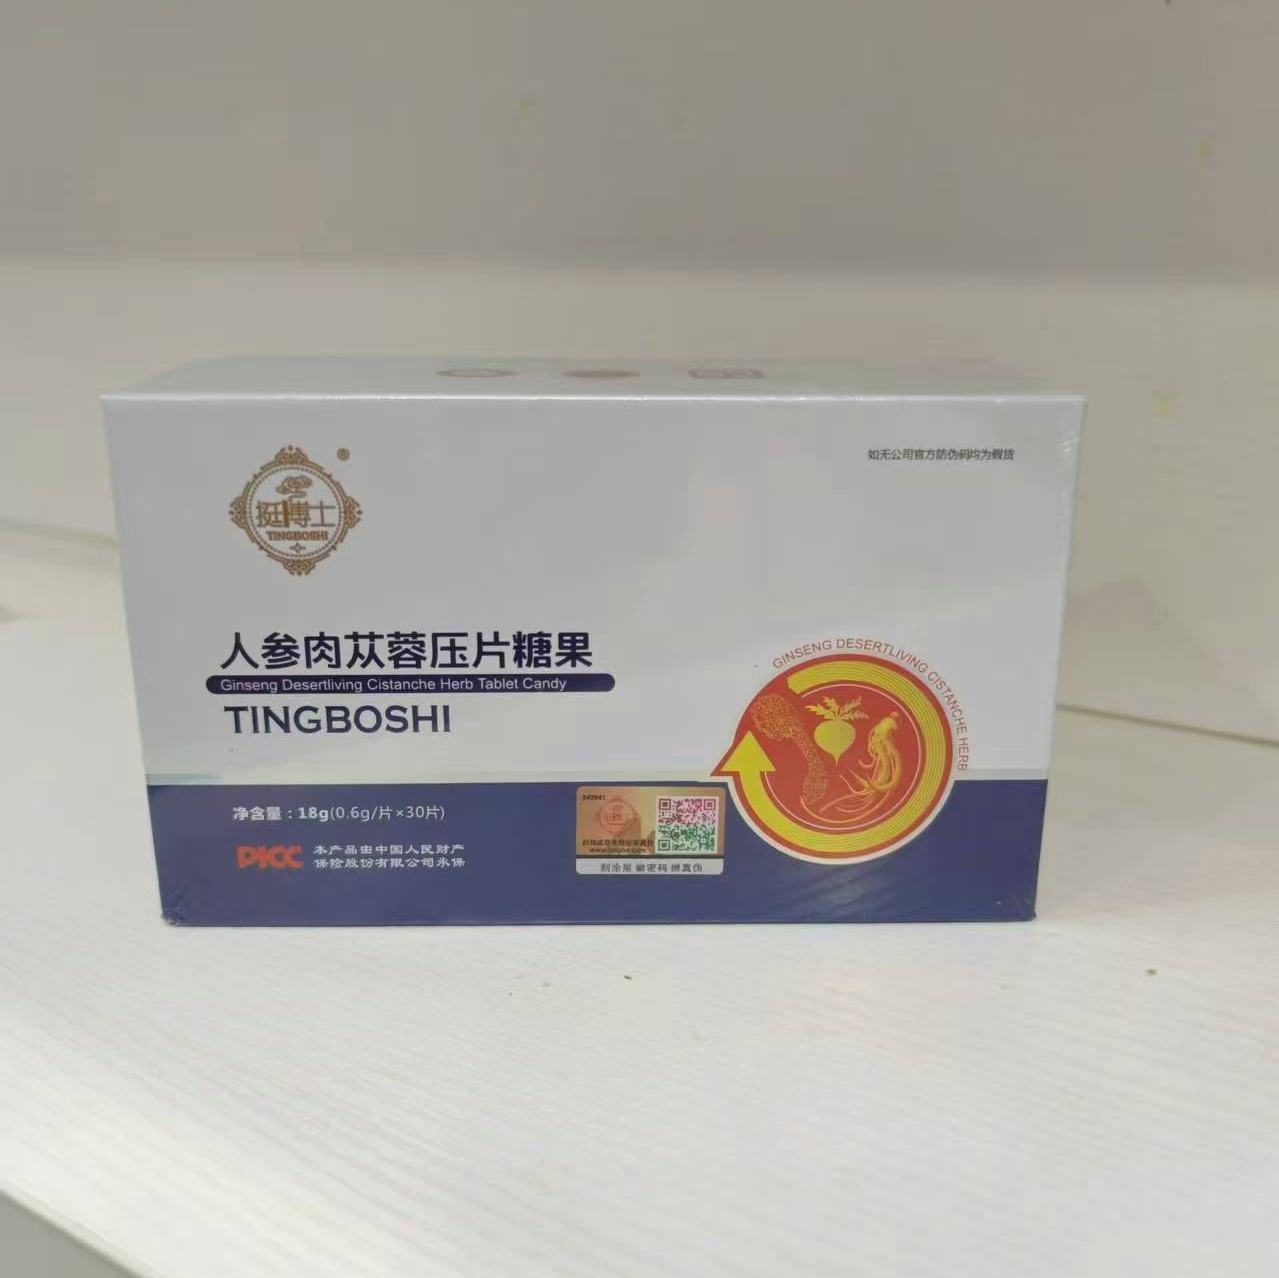 ®
挺博士
TINGBOSHI
如无公司官方防伪码均为假货
人参肉苁蓉压片糖果
Ginseng Desertliving Cistanche Herb Tablet Candy
TINGBOSHI
GINSENG DESERTLIVING CISTANCHE HERB
净含量：18g(0.6g/片×30片)
PICC
本产品由中国人民财产
保险股份有限公司承保
刮涂层 输密码 辨真伪